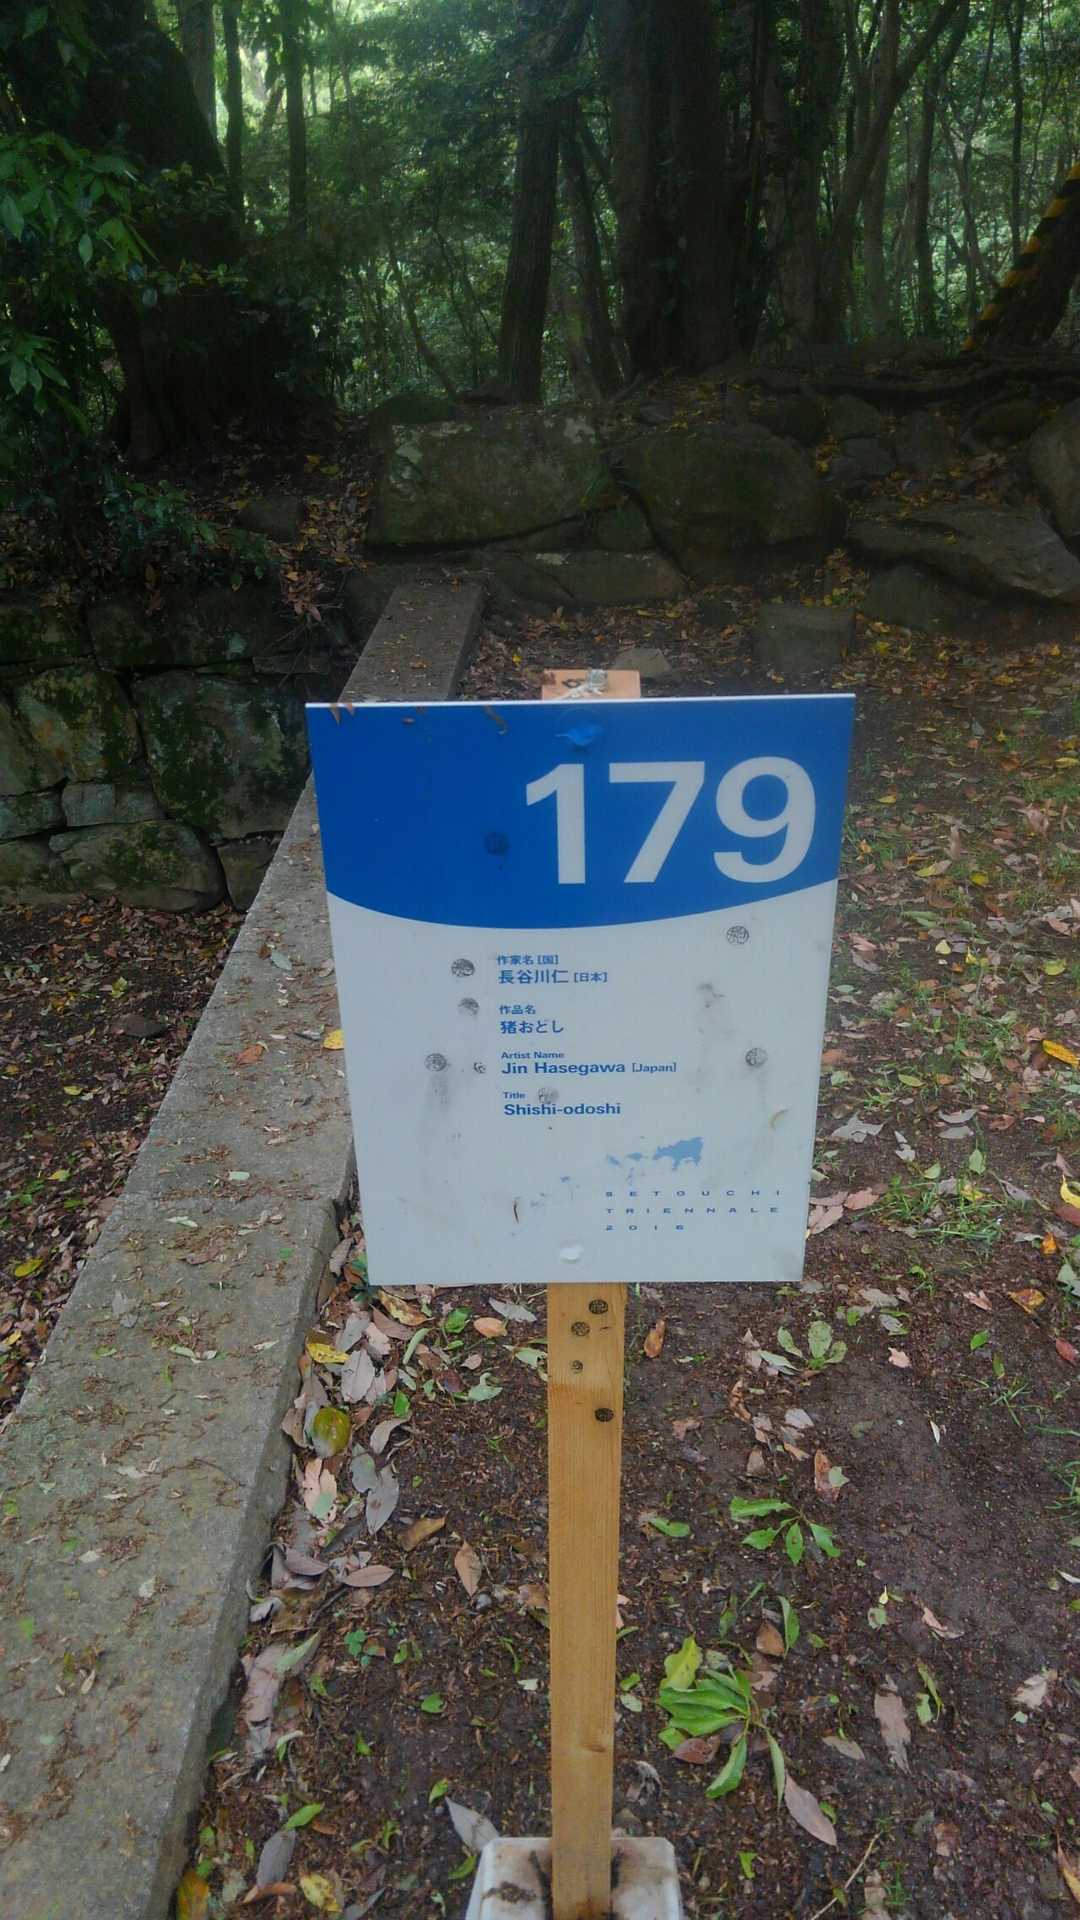 179
作家名 [国]
長谷川仁 [日本]
作品名
猪おどし
Artist Name
Jin Hasegawa [Japan]
Title
Shishi-odoshi
SETOUCHI
TRIENNALE
2016